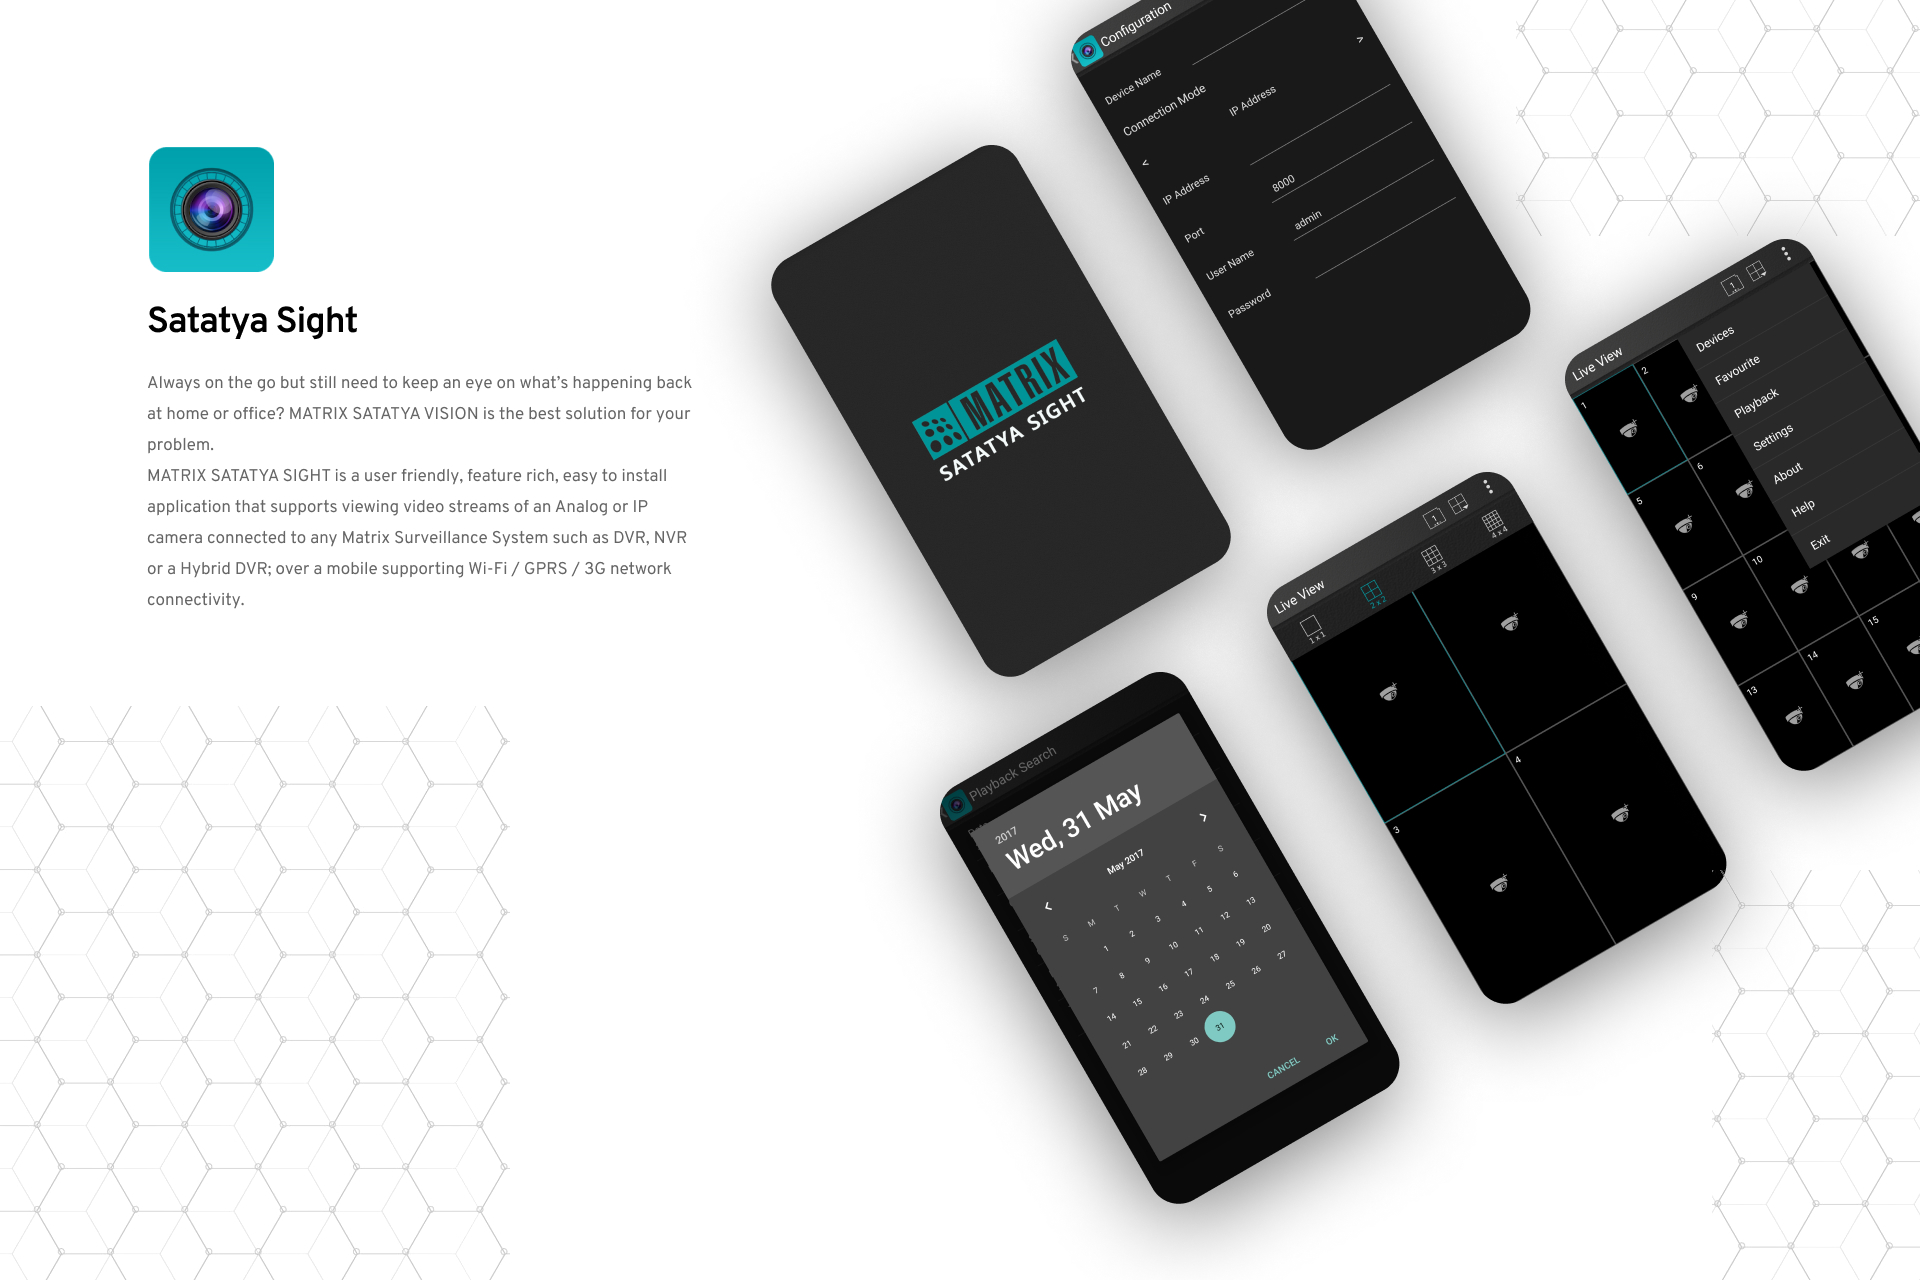 Satatya Sight
Always on the go but still need to keep an eye on what's happening back
at home or office? MATRIX SATATYA VISION is the best solution for your
problem.
MATRIX SATATYA SIGHT is a user friendly, feature rich, easy to install
application that supports viewing video streams of an Analog or IP
camera connected to any Matrix Surveillance System such as DVR, NVR
or a Hybrid DVR; over a mobile supporting Wi-Fi / GPRS / 3G network
connectivity.
MATRIX
SATATYA SIGHT
Configuration
Device Name
Connection Mode
< IP Address >
IP Address
Port 8000
User Name admin
Password
Live View 1
Devices
Favourite
Playback
Settings
About
Help
Exit
1 2
5 6
9 10
13 14 15
Live View 1
1 x 1 2 x 2 3 x 3 4 x 4
3 4
Playback Search
2017
Wed, 31 May
< May 2017 >
S M T W T F S
1 2 3 4 5 6
7 8 9 10 11 12 13
14 15 16 17 18 19 20
21 22 23 24 25 26 27
28 29 30 31
CANCEL OK